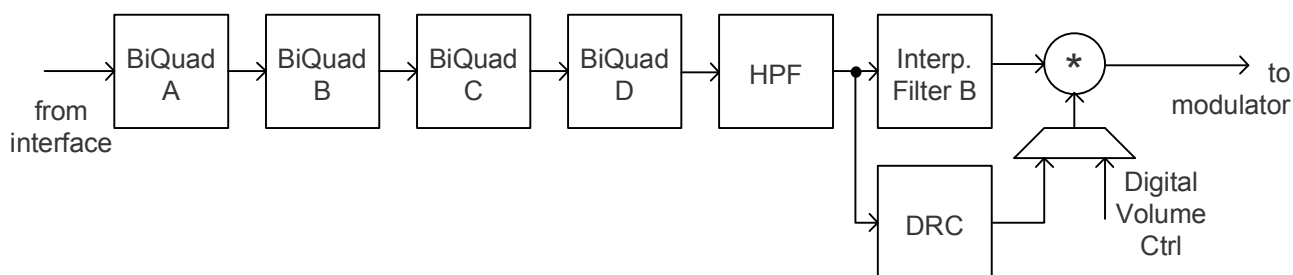 BiQuad
A
BiQuad
B
BiQuad
C
BiQuad
D
HPF
Interp.
Filter B
*
from
interface
to
modulator
DRC
Digital
Volume
Ctrl